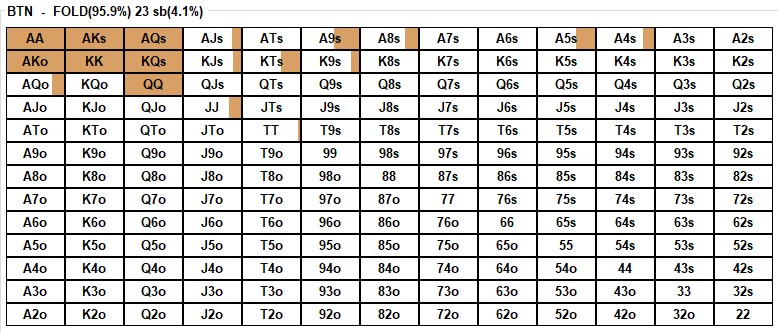 BTN - FOLD(95.9%) 23 sb(4.1%)
AA AKs AQs AJs ATs A9s A8s A7s A6s A5s A4s A3s A2s
AKo KK KQs KJs KTs K9s K8s K7s K6s K5s K4s K3s K2s
AQo KQo QQ QJs QTs Q9s Q8s Q7s Q6s Q5s Q4s Q3s Q2s
AJo KJo QJo JJ JTs J9s J8s J7s J6s J5s J4s J3s J2s
ATo KTo QTo JTo TT T9s T8s T7s T6s T5s T4s T3s T2s
A9o K9o Q9o J9o T9o 99 98s 97s 96s 95s 94s 93s 92s
A8o K8o Q8o J8o T8o 98o 88 87s 86s 85s 84s 83s 82s
A7o K7o Q7o J7o T7o 97o 87o 77 76s 75s 74s 73s 72s
A6o K6o Q6o J6o T6o 96o 86o 76o 66 65s 64s 63s 62s
A5o K5o Q5o J5o T5o 95o 85o 75o 65o 55 54s 53s 52s
A4o K4o Q4o J4o T4o 94o 84o 74o 64o 54o 44 43s 42s
A3o K3o Q3o J3o T3o 93o 83o 73o 63o 53o 43o 33 32s
A2o K2o Q2o J2o T2o 92o 82o 72o 62o 52o 42o 32o 22